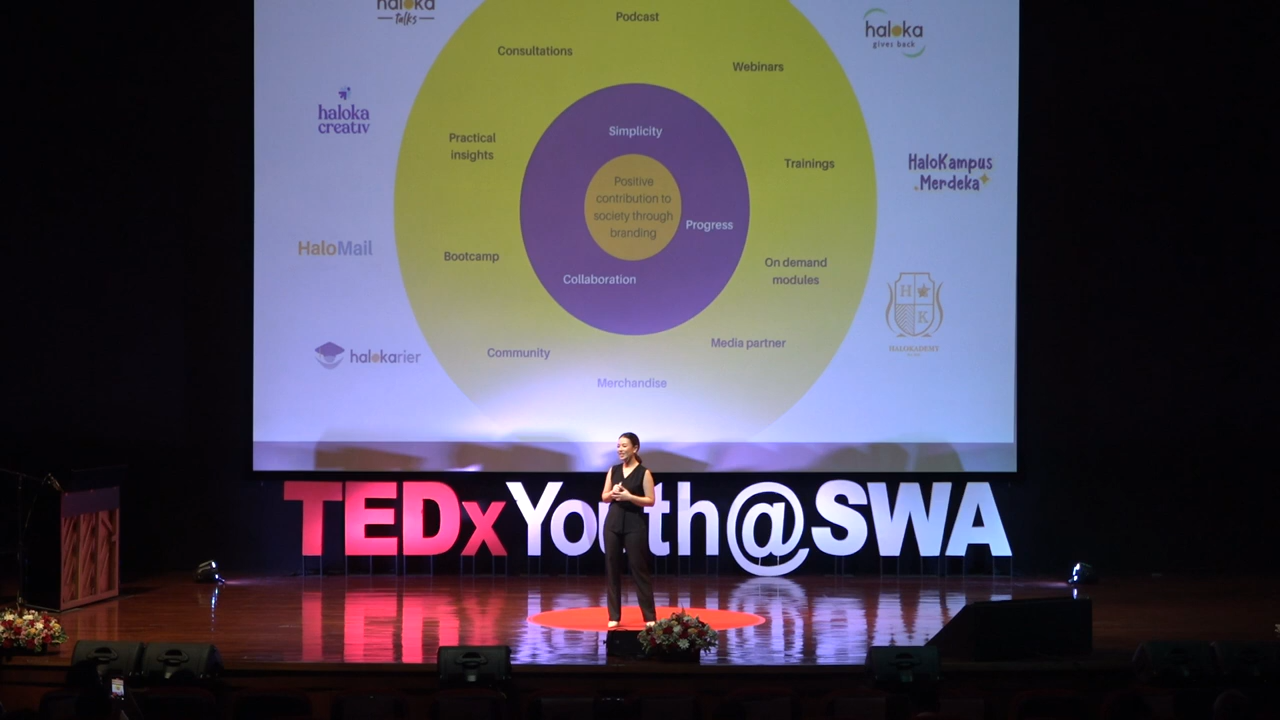 haloka
talks
Podcast
haloka
gives back
Consultations
Webinars
haloka
creativ
Simplicity
Practical
insights
Trainings
HaloKampus
Merdeka
Positive
contribution to
society through
branding
Progress
HaloMail
Bootcamp
Collaboration
On demand
modules
H
K
HALOKADEMY
halokarier
Community
Media partner
Merchandise
TEDxYouth@SWA